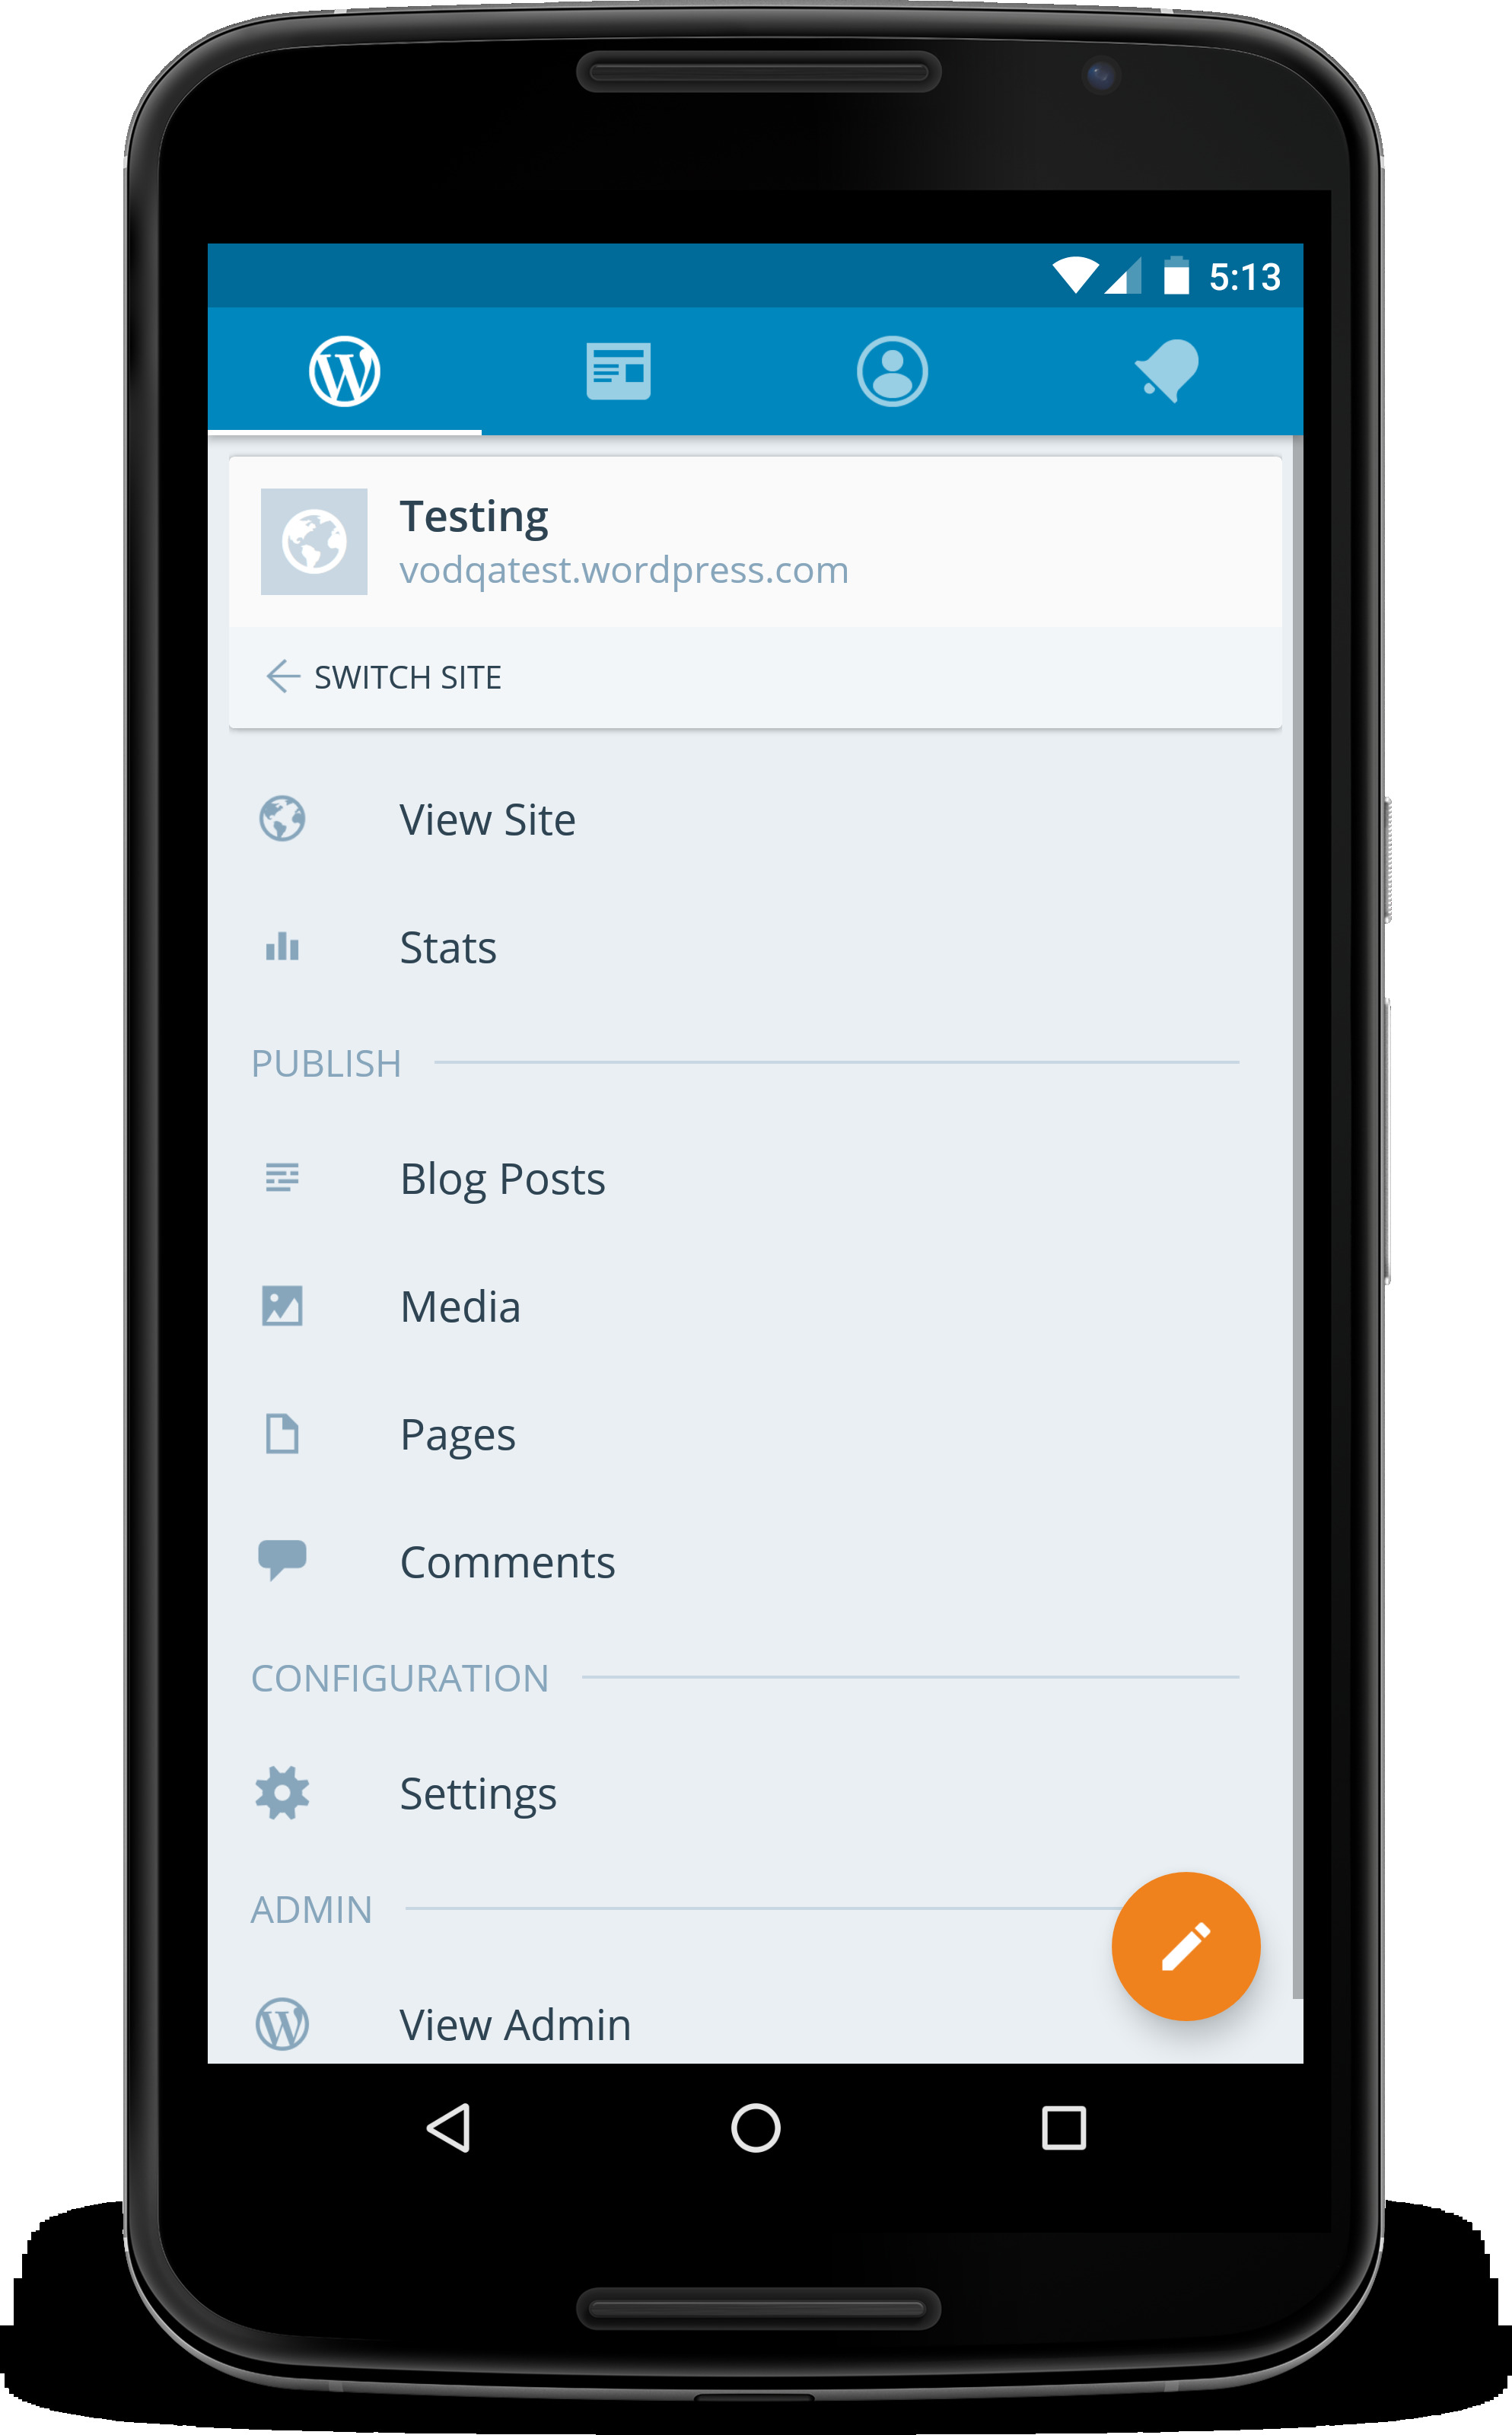 5:13
Testing
vodqatest.wordpress.com
SWITCH SITE
View Site
Stats
PUBLISH
Blog Posts
Media
Pages
Comments
CONFIGURATION
Settings
ADMIN
View Admin